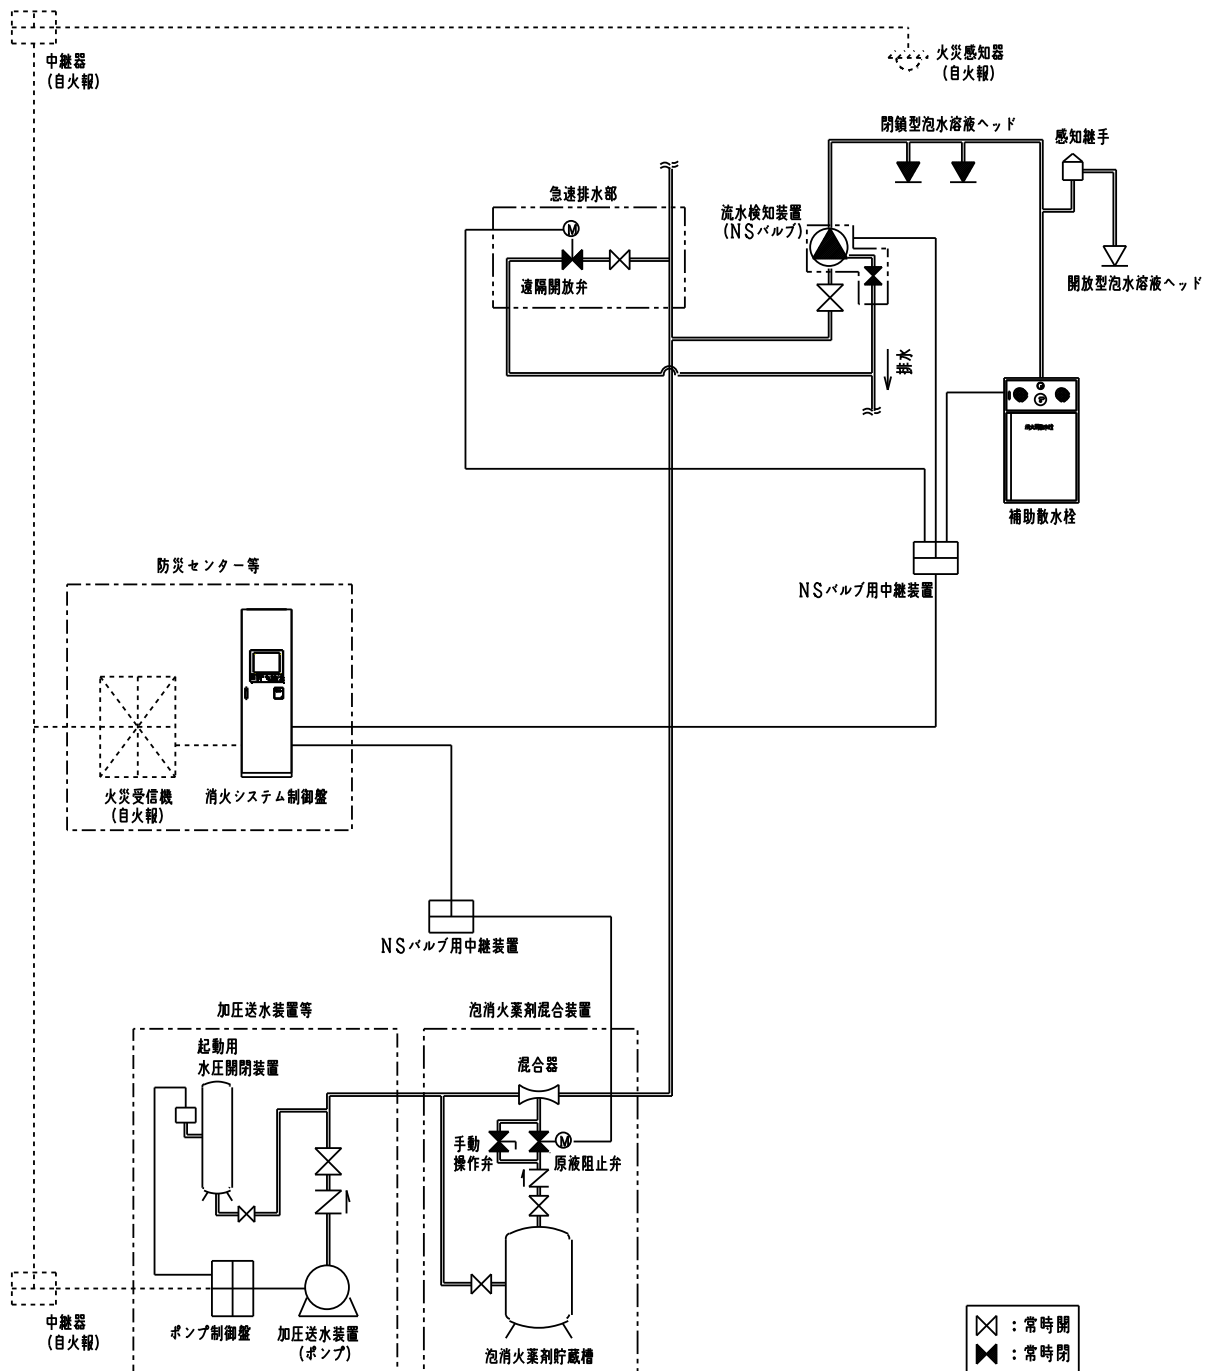 中継器
(自火報)
火災感知器
(自火報)
閉鎖型泡水溶液ヘッド
感知継手
急速排水部
流水検知装置
(NSバルブ)
M
遠隔開放弁
開放型泡水溶液ヘッド
排水
補助散水栓
NSバルブ用中継装置
防災センター等
火災受信機
(自火報)
消火システム制御盤
NSバルブ用中継装置
加圧送水装置等
泡消火薬剤混合装置
起動用
水圧開閉装置
混合器
手動
操作弁
M
原液阻止弁
中継器
(自火報)
ポンプ制御盤
加圧送水装置
(ポンプ)
泡消火薬剤貯蔵槽
：常時開
：常時閉